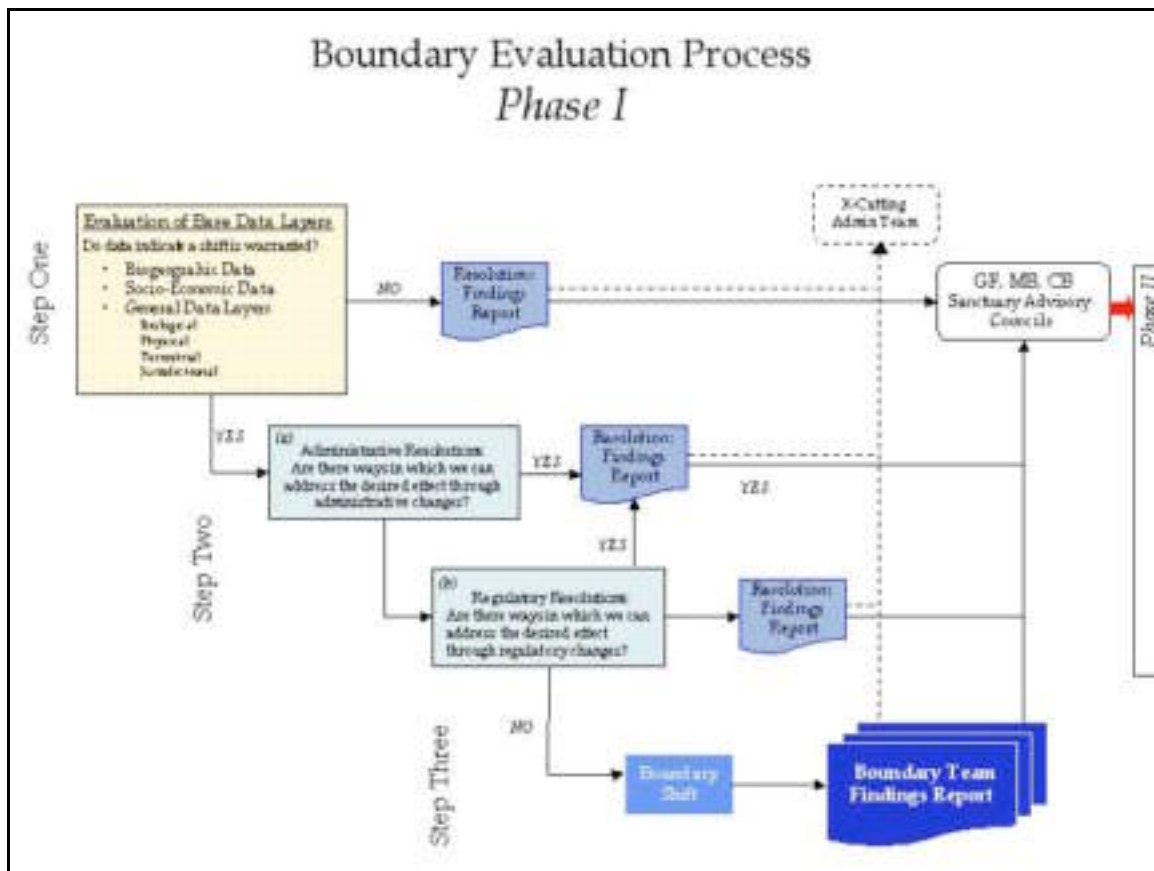 Boundary Evaluation Process
Phase I
Step One
Evaluation of Base Data Layers
Do data indicate a shift is warranted?
• Biogeographic Data
• Socio-Economic Data
• General Data Layers
Biological
Physical
Terrestrial
Jurisdictional
NO
Resolution:
Findings
Report
X-Cutting
Admin Team
GF, MB, CB
Sanctuary Advisory
Councils
Phase II
YES
Step Two
(a)
Administrative Resolutions
Are there ways in which we can
address the desired effect through
administrative changes?
YES
Resolution:
Findings
Report
YES
YES
(b)
Regulatory Resolutions
Are there ways in which we can
address the desired effect
through regulatory changes?
Resolution:
Findings
Report
Step Three
NO
Boundary
Shift
Boundary Team
Findings Report